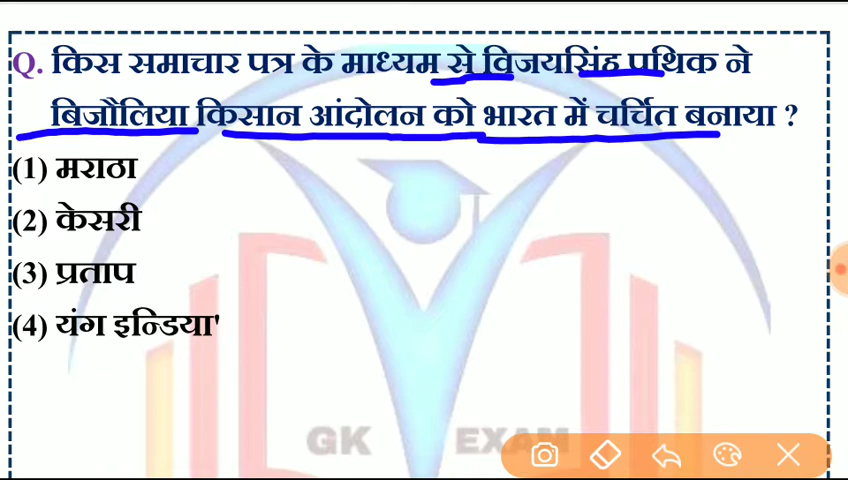 Q. किस समाचार पत्र के माध्यम से विजयसिंह पथिक ने
बिजौलिया किसान आंदोलन को भारत में चर्चित बनाया ?
(1) मराठा
(2) केसरी
(3) प्रताप
(4) यंग इन्डिया'
GK EXAM